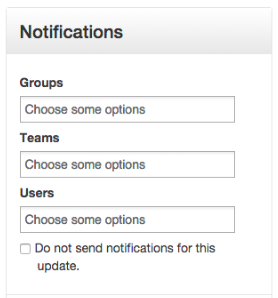 Notifications
Groups
Choose some options
Teams
Choose some options
Users
Choose some options
Do not send notifications for this
update.